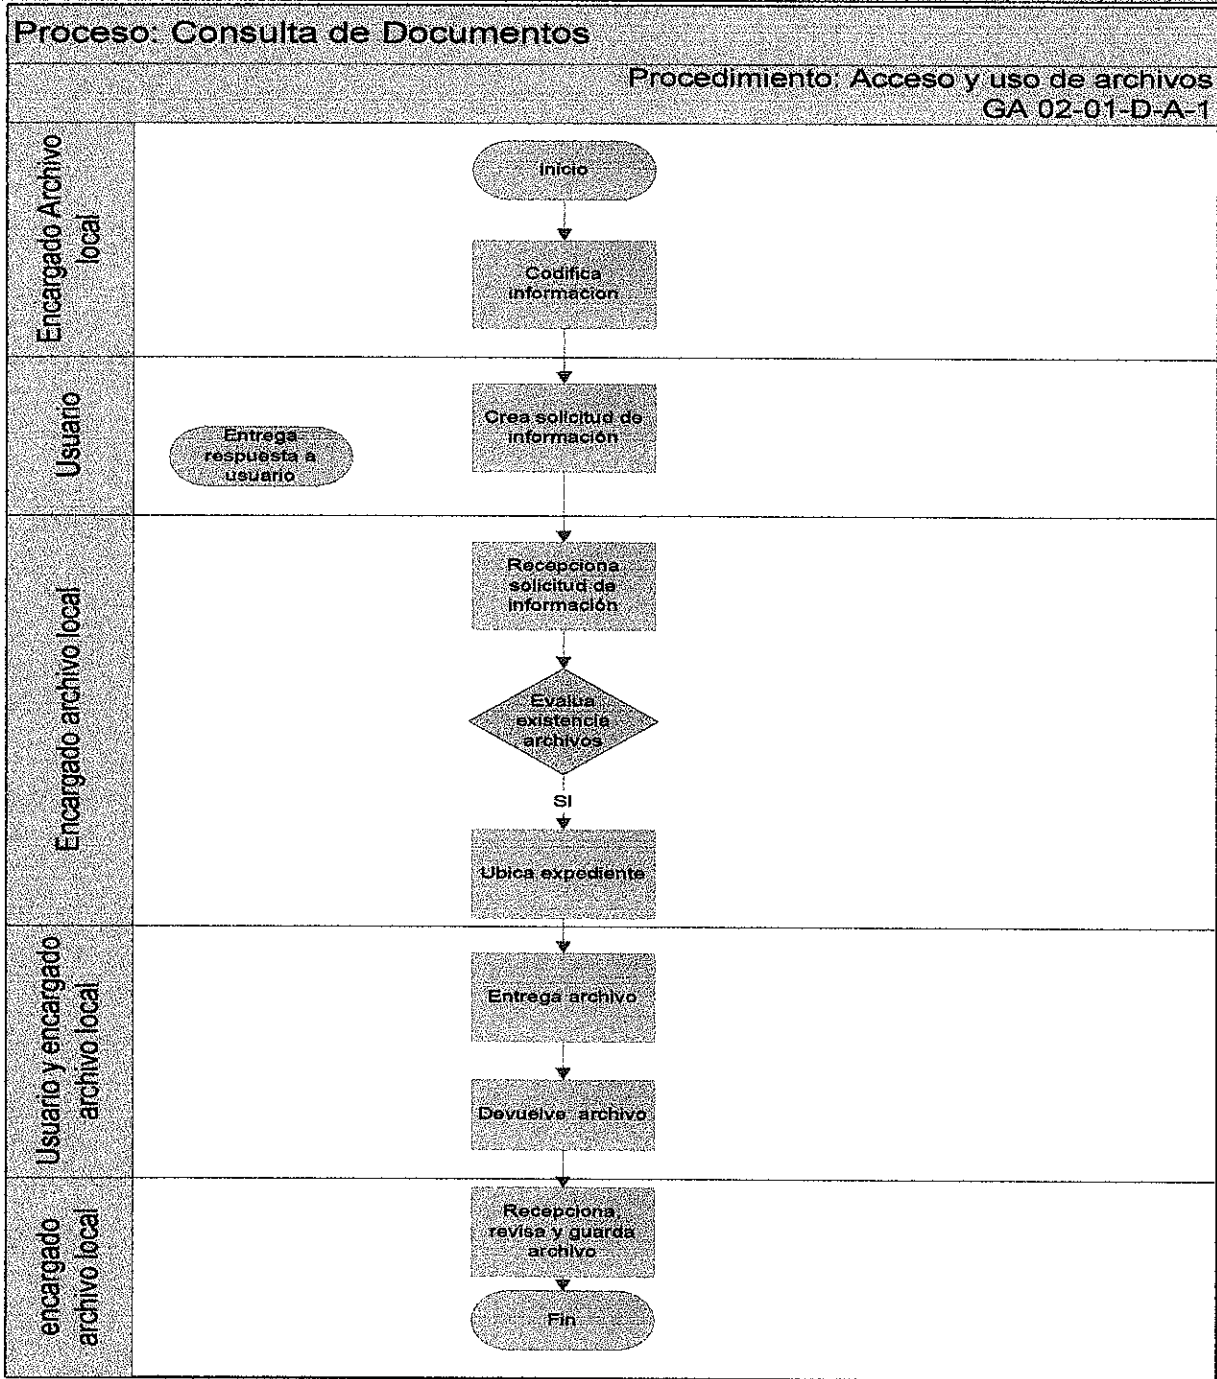 Proceso: Consulta de Documentos
Procedimiento: Acceso y uso de archivos
GA 02-01-D-A-1
Encargado Archivo
local
Inicio
Codifica
información
Usuario
Entrega
respuesta a
usuario
Crea solicitud de
información
Encargado archivo local
Recepciona
solicitud de
información
Evalua
existencia
archivos
SI
Ubica expediente
Usuario y encargado
archivo local
Entrega archivo
Devuelve archivo
encargado
archivo local
Recepciona,
revisa y guarda
archivo
Fin